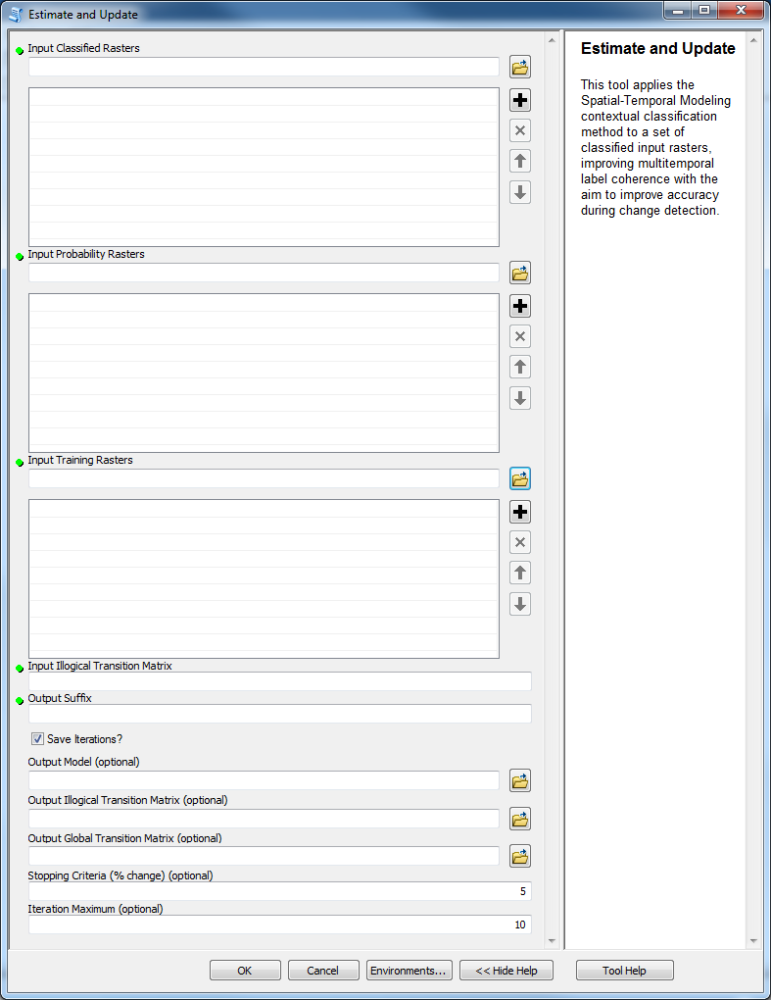 Estimate and Update
Input Classified Rasters
Input Probability Rasters
Input Training Rasters
Input Illogical Transition Matrix
Output Suffix
Save Iterations?
Output Model (optional)
Output Illogical Transition Matrix (optional)
Output Global Transition Matrix (optional)
Stopping Criteria (% change) (optional)
5
Iteration Maximum (optional)
10
Estimate and Update
This tool applies the
Spatial-Temporal Modeling
contextual classification
method to a set of
classified input rasters,
improving multitemporal
label coherence with the
aim to improve accuracy
during change detection.
OK
Cancel
Environments...
<< Hide Help
Tool Help